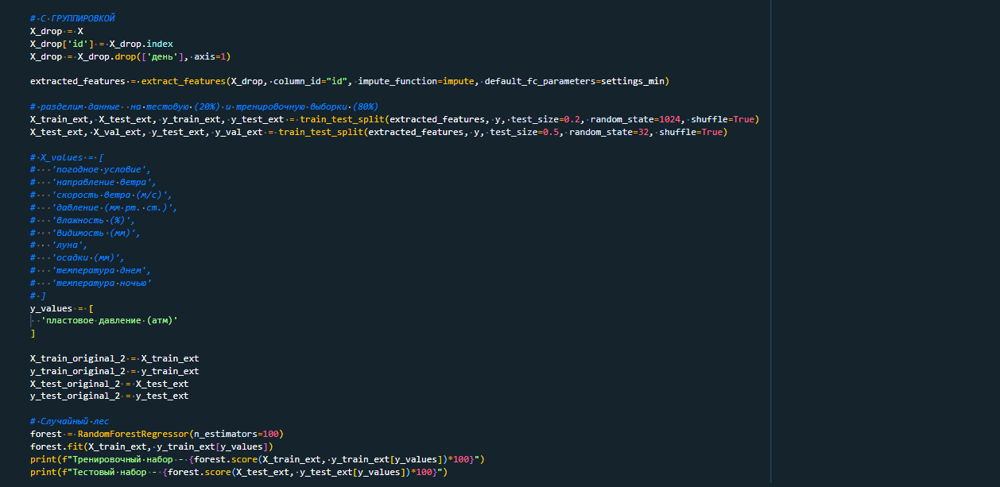 # С ГРУППИРОВКОЙ
X_drop = X
X_drop['id'] = X_drop.index
X_drop = X_drop.drop(['день'], axis=1)
extracted_features = extract_features(X_drop, column_id="id", impute_function=impute, default_fc_parameters=settings_min)
# разделим данные  на тестовую (20%) и тренировочную выборки (80%)
X_train_ext, X_test_ext, y_train_ext, y_test_ext = train_test_split(extracted_features, y, test_size=0.2, random_state=1024, shuffle=True)
X_test_ext, X_val_ext, y_test_ext, y_val_ext = train_test_split(extracted_features, y, test_size=0.5, random_state=32, shuffle=True)
# X_values = [
#   'погодное условие',
#   'направление ветра',
#   'скорость ветра (м/с)',
#   'давление (мм рт. ст.)',
#   'влажность (%)',
#   'видимость (мм)',
#   'луна',
#   'осадки (мм)',
#   'температура днем',
#   'температура ночью'
# ]
y_values = [
  'пластовое давление (атм)'
]
X_train_original_2 = X_train_ext
y_train_original_2 = y_train_ext
X_test_original_2 = X_test_ext
y_test_original_2 = y_test_ext
# Случайный лес
forest = RandomForestRegressor(n_estimators=100)
forest.fit(X_train_ext, y_train_ext[y_values])
print(f"Тренировочный набор - {forest.score(X_train_ext, y_train_ext[y_values])*100}")
print(f"Тестовый набор - {forest.score(X_test_ext, y_test_ext[y_values])*100}")